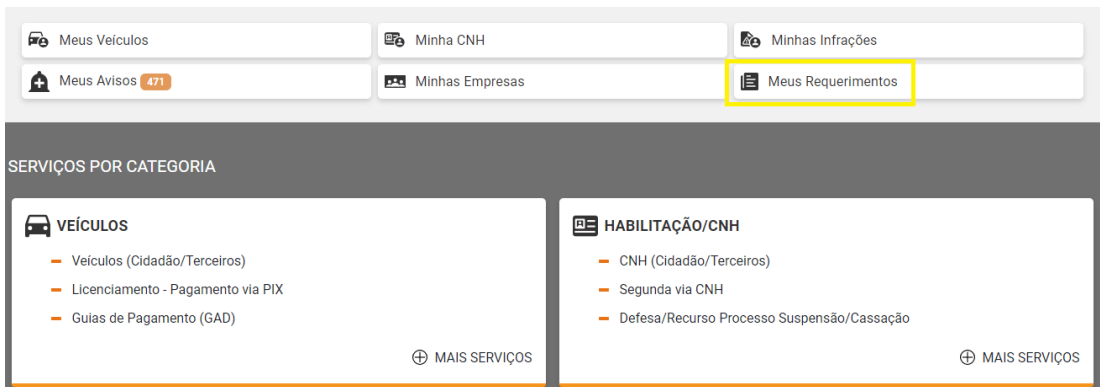 Meus Veículos
Minha CNH
Minhas Infrações
Meus Avisos 471
Minhas Empresas
Meus Requerimentos
SERVIÇOS POR CATEGORIA
VEÍCULOS
Veículos (Cidadão/Terceiros)
Licenciamento - Pagamento via PIX
Guias de Pagamento (GAD)
MAIS SERVIÇOS
HABILITAÇÃO/CNH
CNH (Cidadão/Terceiros)
Segunda via CNH
Defesa/Recurso Processo Suspensão/Cassação
MAIS SERVIÇOS